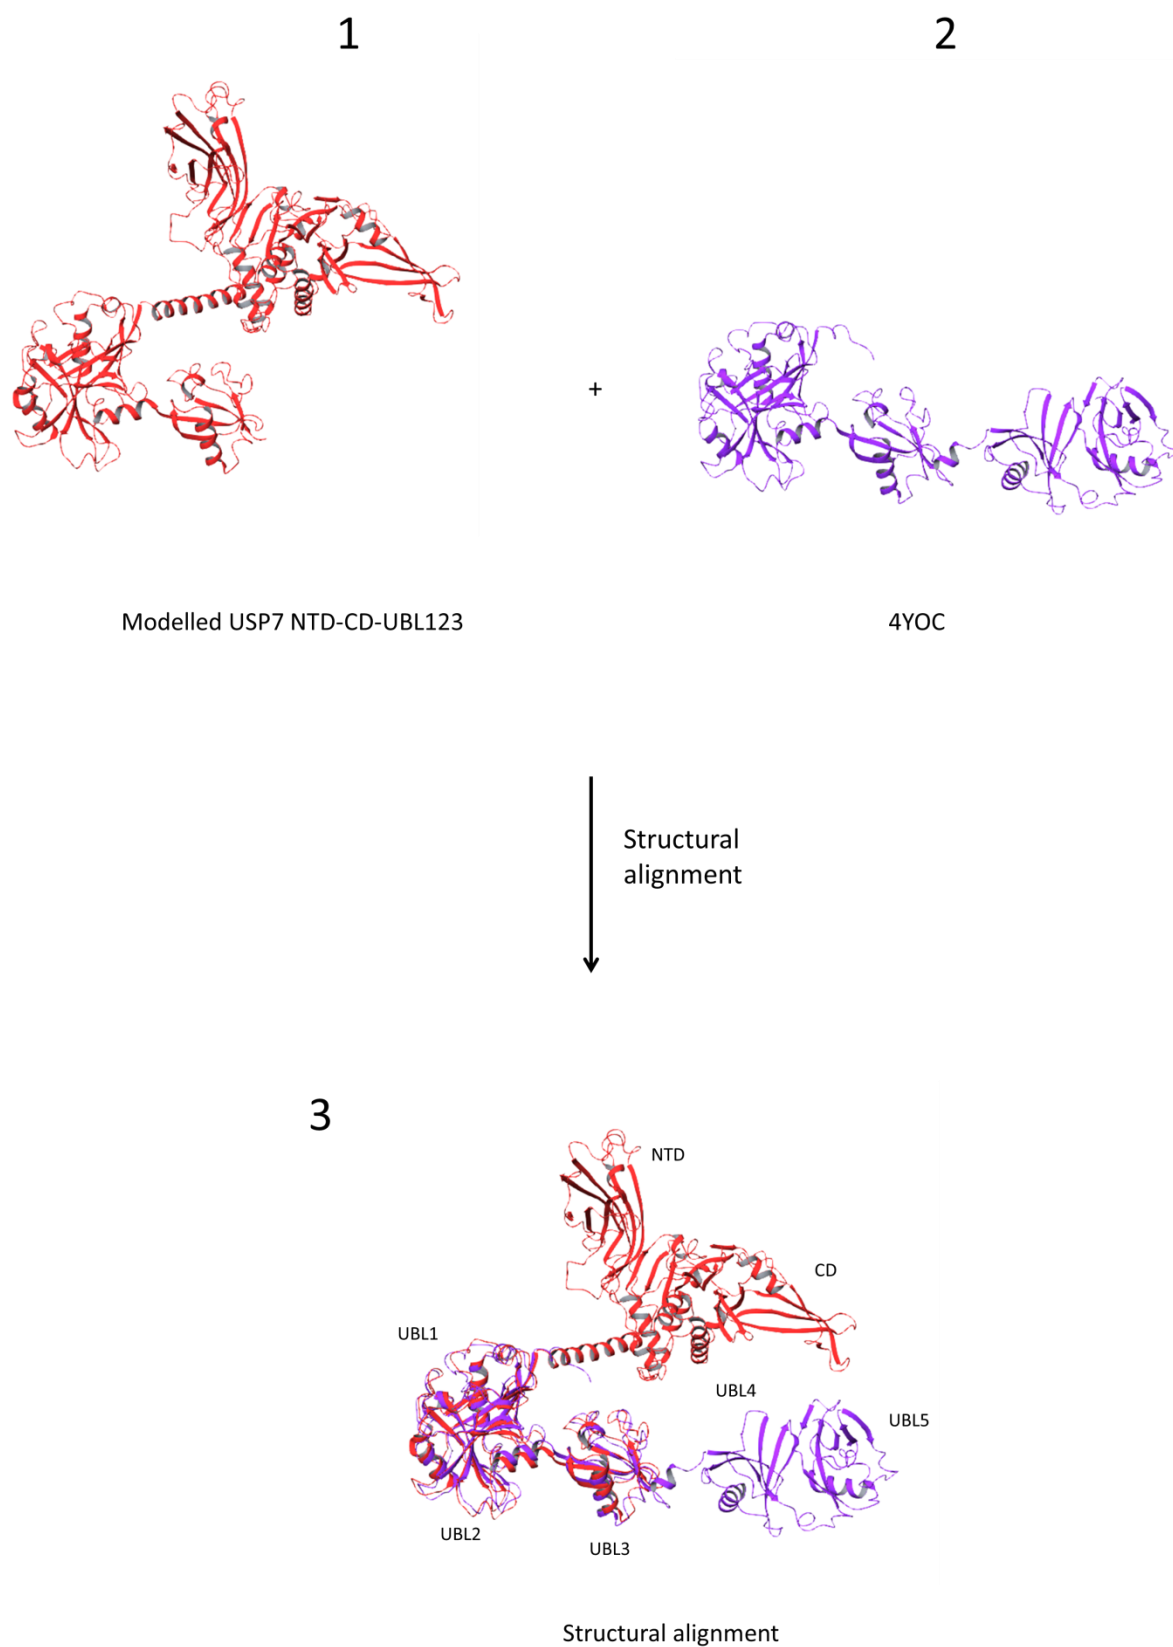 1
2
+
Modelled USP7 NTD-CD-UBL123
4YOC
Structural
alignment
3
NTD
CD
UBL1
UBL4
UBL5
UBL2
UBL3
Structural alignment